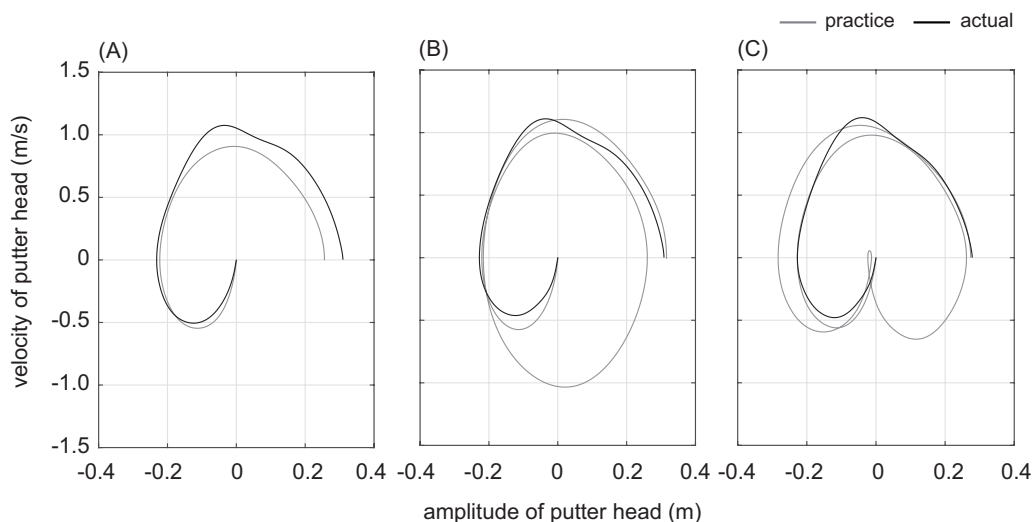 practice actual
(A) (B) (C)
1.5
1.0
0.5
0
-0.5
-1.0
-1.5
velocity of putter head (m/s)
-0.4 -0.2 0 0.2 0.4 -0.4 -0.2 0 0.2 0.4 -0.4 -0.2 0 0.2 0.4
amplitude of putter head (m)